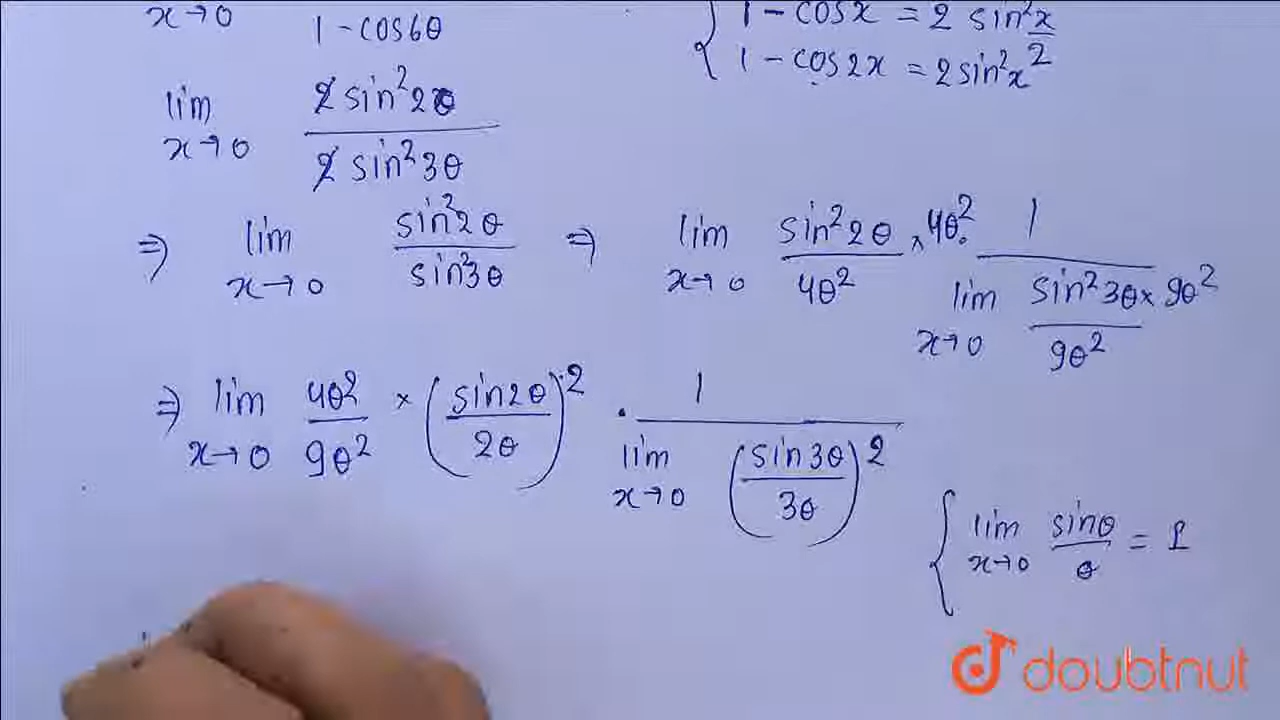 x→0 1-cos6θ
{ 1-cosx = 2 sin²x/2
1-cos2x = 2sin²x
lim x→0 2 sin²2θ / 2 sin²3θ
⇒ lim x→0 sin²2θ / sin²3θ ⇒ lim x→0 sin²2θ / 4θ² × 4θ² . 1 / lim x→0 sin²3θ / 9θ² × 9θ²
⇒ lim x→0 4θ² / 9θ² × (sin2θ / 2θ)² . 1 / lim x→0 (sin3θ / 3θ)²
{ lim x→0 sinθ / θ = 1
doubtnut